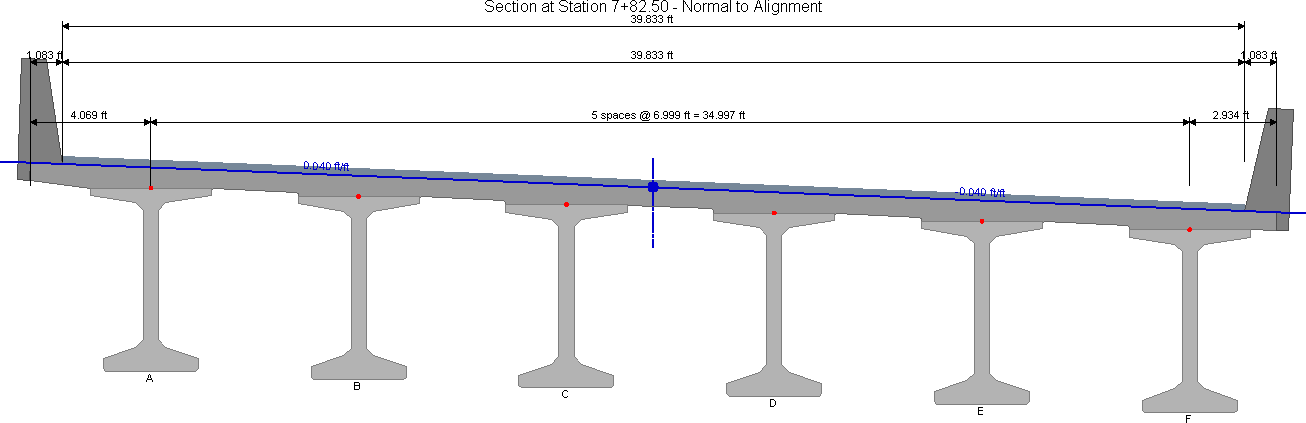 Section at Station 7+82.50 - Normal to Alignment
39.833 ft
1.083 ft
39.833 ft
1.083 ft
4.069 ft
5 spaces @ 6.999 ft = 34.997 ft
2.934 ft
0.040 ft/ft
-0.040 ft/ft
A
B
C
D
E
F